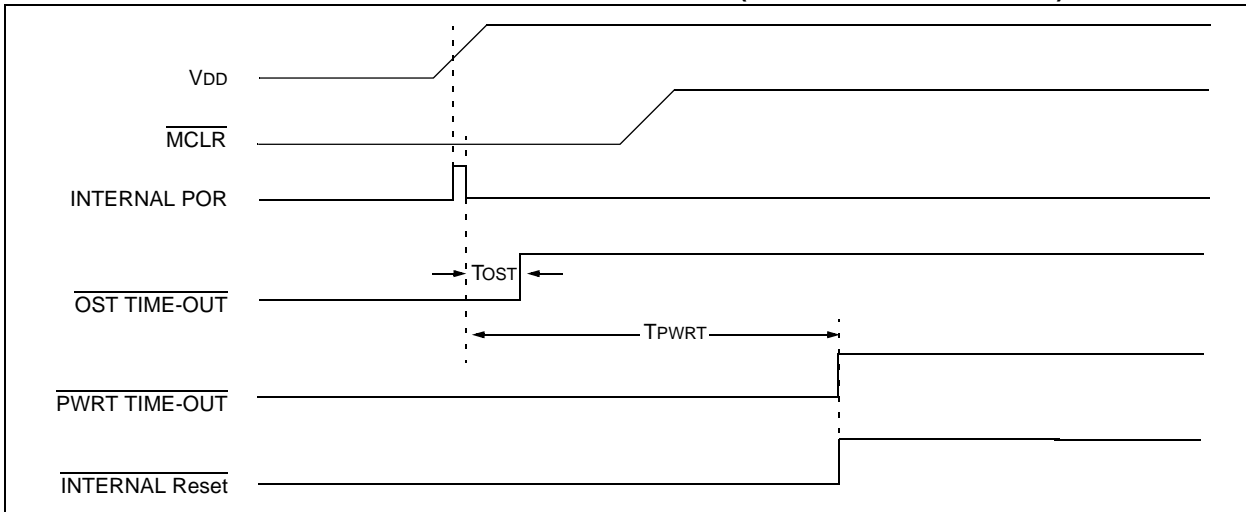 VDD
MCLR
INTERNAL POR
TOST
OST TIME-OUT
TPWRT
PWRT TIME-OUT
INTERNAL Reset